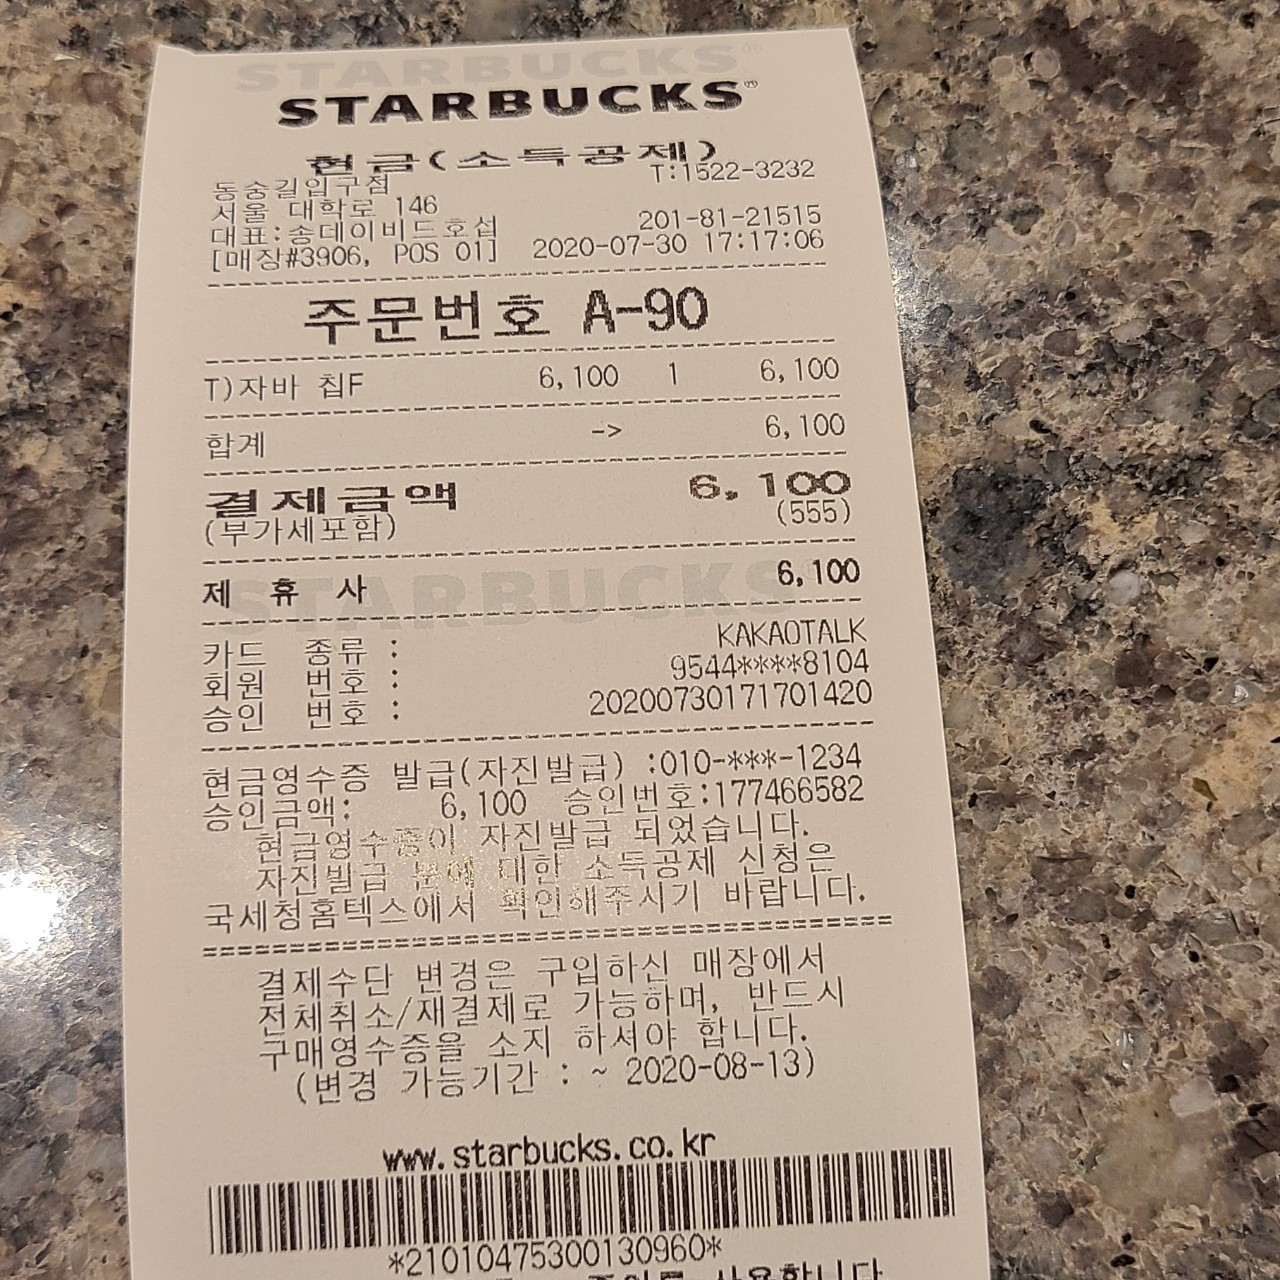 STARBUCKS®
STARBUCKS®
현금(소득공제)
동숭길입구점 T:1522-3232
서울 대학로 146
대표:송데이비드호섭 201-81-21515
[매장#3906, POS 01] 2020-07-30 17:17:06
주문번호 A-90
T)자바 칩F 6,100 1 6,100
합계 -> 6,100
결제금액 6,100
(부가세포함) (555)
STARBUCKS
제 휴 사 6,100
카드 종류 : KAKAOTALK
회원 번호 : 9544****8104
승인 번호 : 20200730171701420
현금영수증 발급(자진발급) :010-***-1234
승인금액: 6,100 승인번호:177466582
현금영수증이 자진발급 되었습니다.
자진발급 분에 대한 소득공제 신청은
국세청홈텍스에서 확인해주시기 바랍니다.
결제수단 변경은 구입하신 매장에서
전체취소/재결제로 가능하며, 반드시
구매영수증을 소지 하셔야 합니다.
(변경 가능기간 : ~ 2020-08-13)
www.starbucks.co.kr
*21010475300130960*
사용합니다